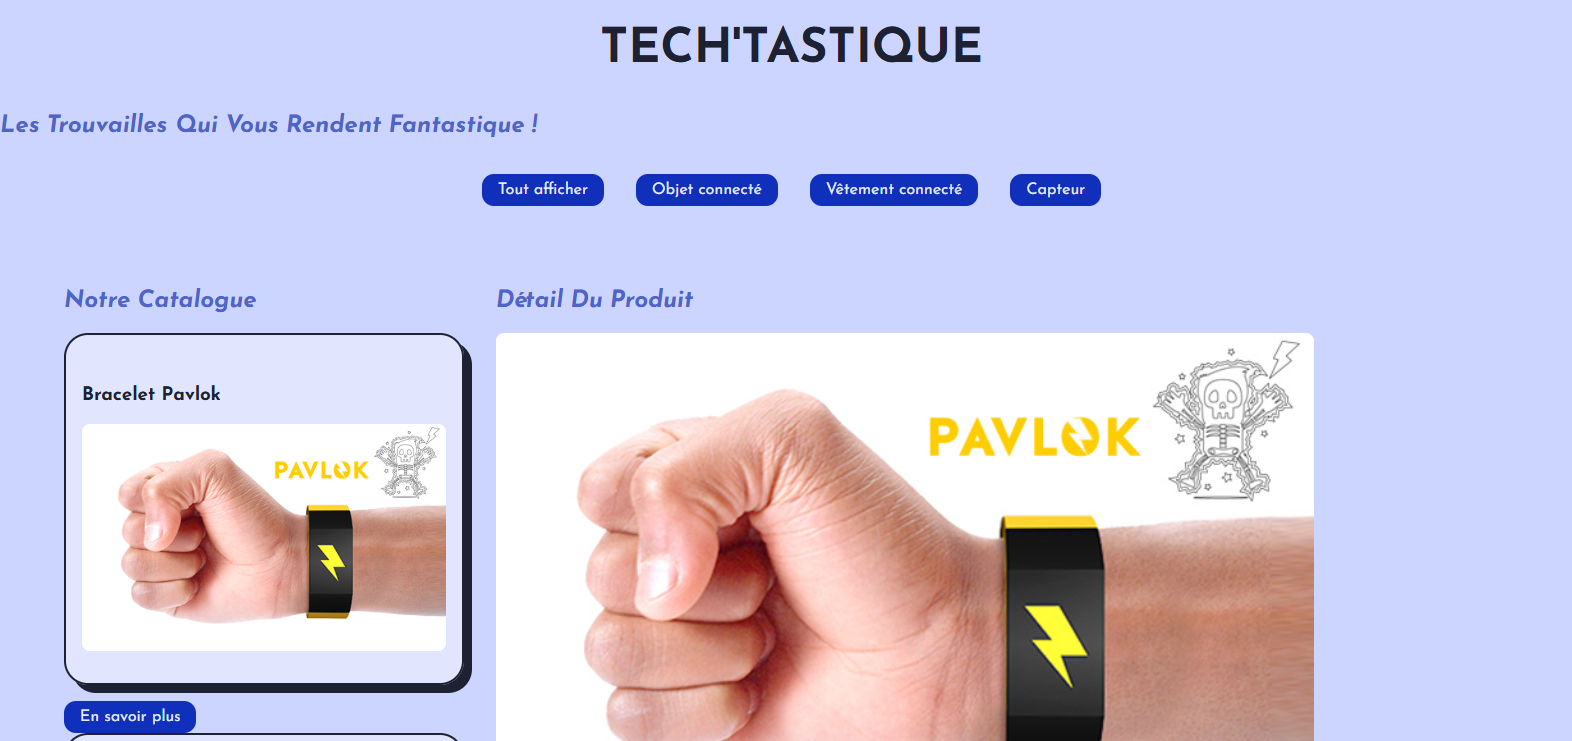 TECH'TASTIQUE
Les Trouvailles Qui Vous Rendent Fantastique !
Tout afficher
Objet connecté
Vêtement connecté
Capteur
Notre Catalogue
Bracelet Pavlok
PAVLOK
En savoir plus
Détail Du Produit
PAVLOK